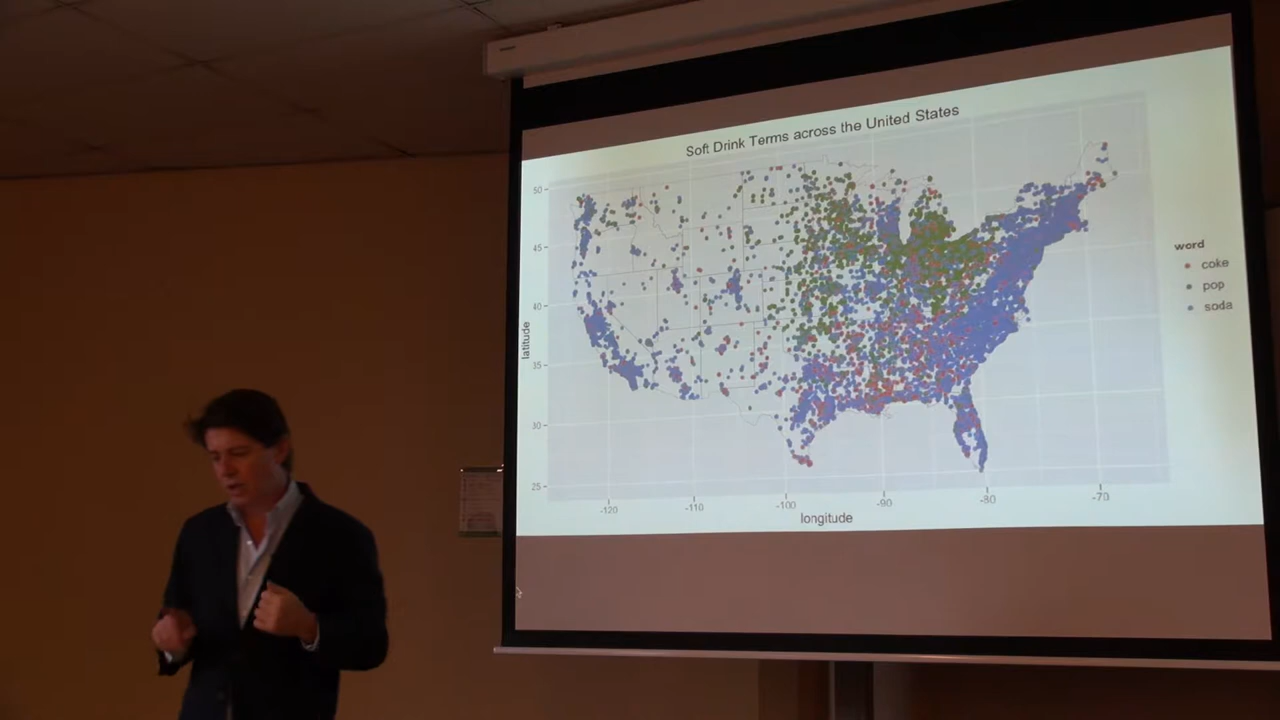 Soft Drink Terms across the United States
50
45
40
35
30
25
latitude
-120
-110
-100
-90
-80
-70
longitude
word
coke
pop
soda